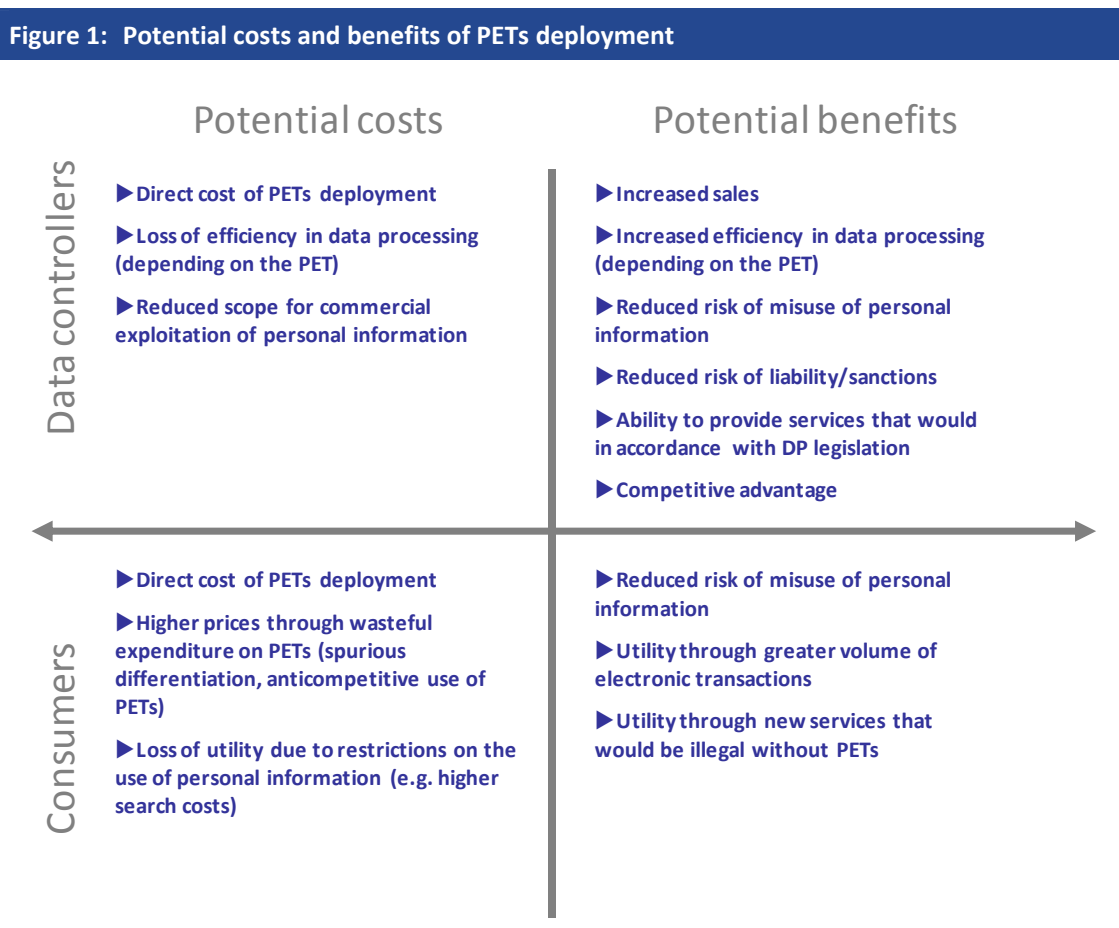 Figure 1: Potential costs and benefits of PETs deployment
Potential costs
Potential benefits
Data controllers
▶Direct cost of PETs deployment
▶Loss of efficiency in data processing
(depending on the PET)
▶Reduced scope for commercial
exploitation of personal information
▶Increased sales
▶Increased efficiency in data processing
(depending on the PET)
▶Reduced risk of misuse of personal
information
▶Reduced risk of liability/sanctions
▶Ability to provide services that would
in accordance with DP legislation
▶Competitive advantage
Consumers
▶Direct cost of PETs deployment
▶Higher prices through wasteful
expenditure on PETs (spurious
differentiation, anticompetitive use of
PETs)
▶Loss of utility due to restrictions on the
use of personal information (e.g. higher
search costs)
▶Reduced risk of misuse of personal
information
▶Utility through greater volume of
electronic transactions
▶Utility through new services that
would be illegal without PETs